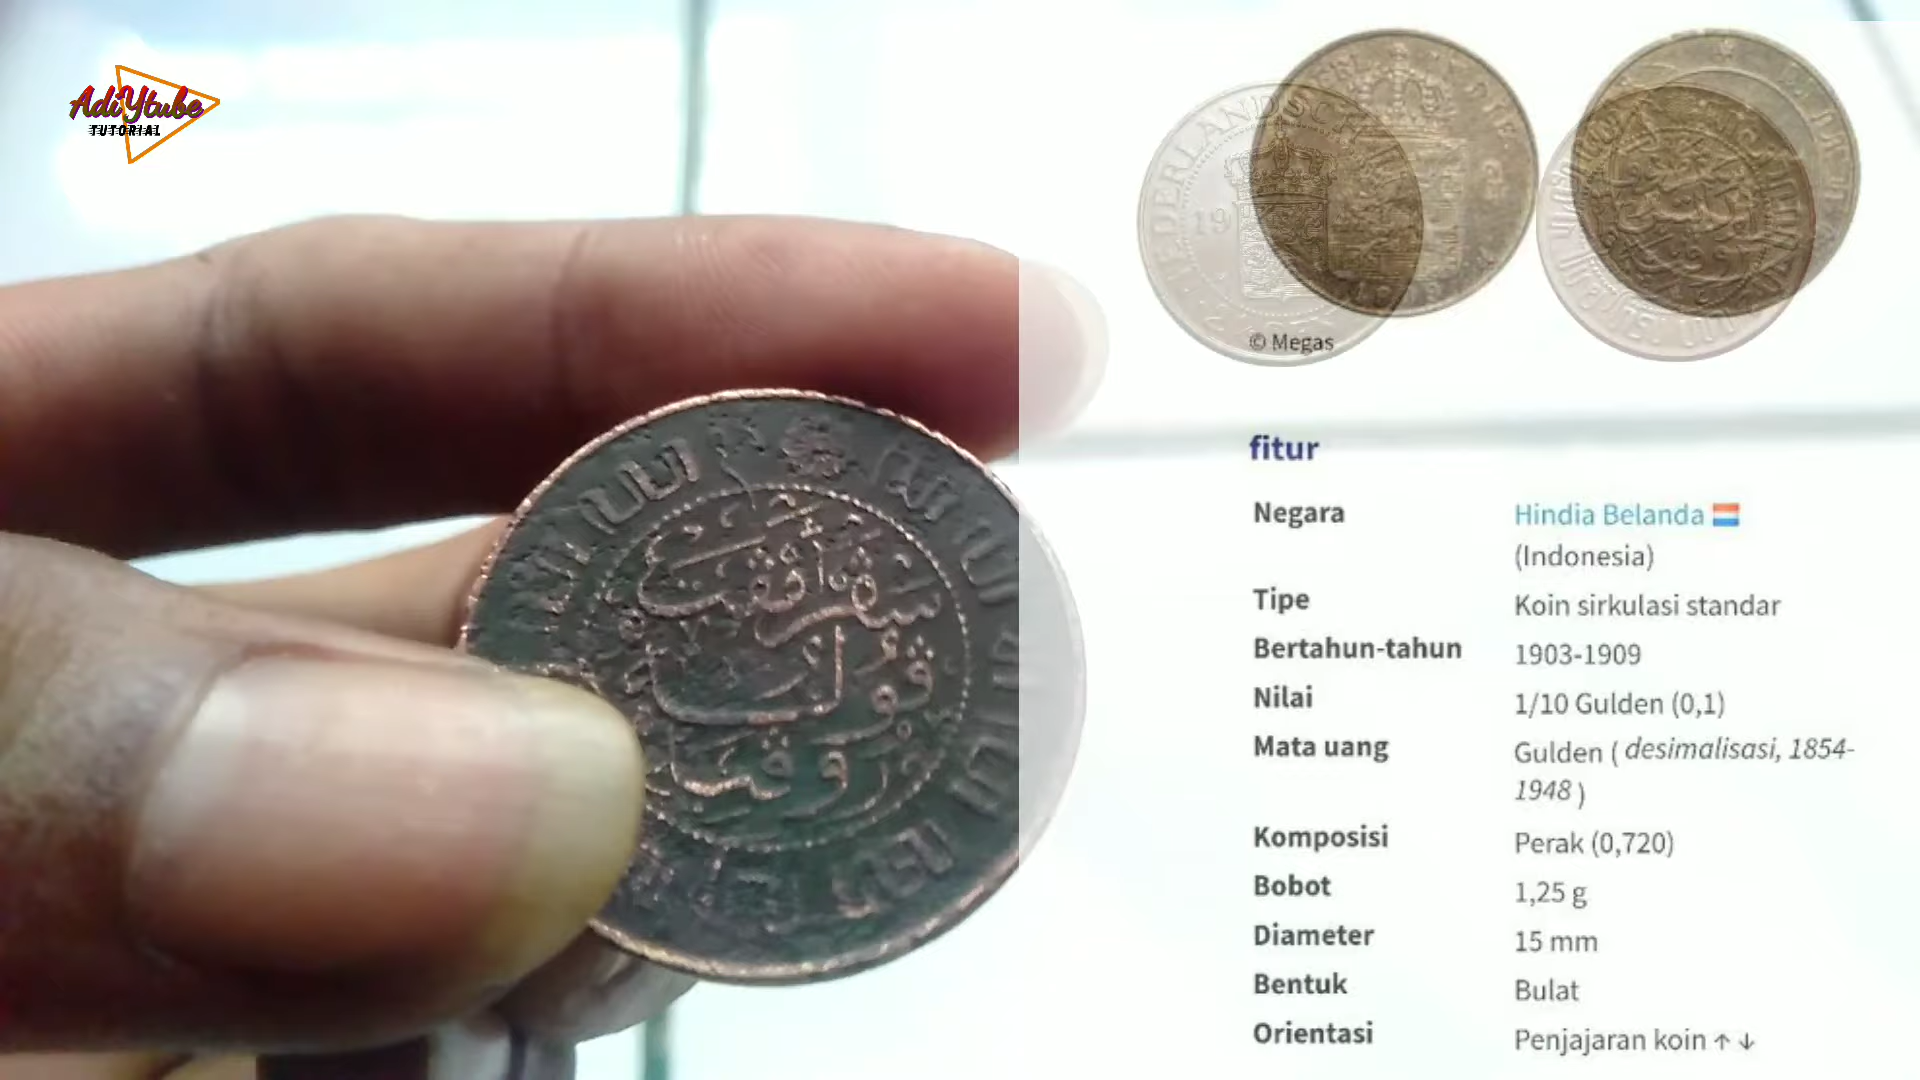 AdiYtube
TUTORIAL
NEDERLANDSCH
19
© Megas
fitur
Negara Hindia Belanda
(Indonesia)
Tipe Koin sirkulasi standar
Bertahun-tahun 1903-1909
Nilai 1/10 Gulden (0,1)
Mata uang Gulden ( desimalisasi, 1854-
1948 )
Komposisi Perak (0,720)
Bobot 1,25 g
Diameter 15 mm
Bentuk Bulat
Orientasi Penjajaran koin ↑ ↓